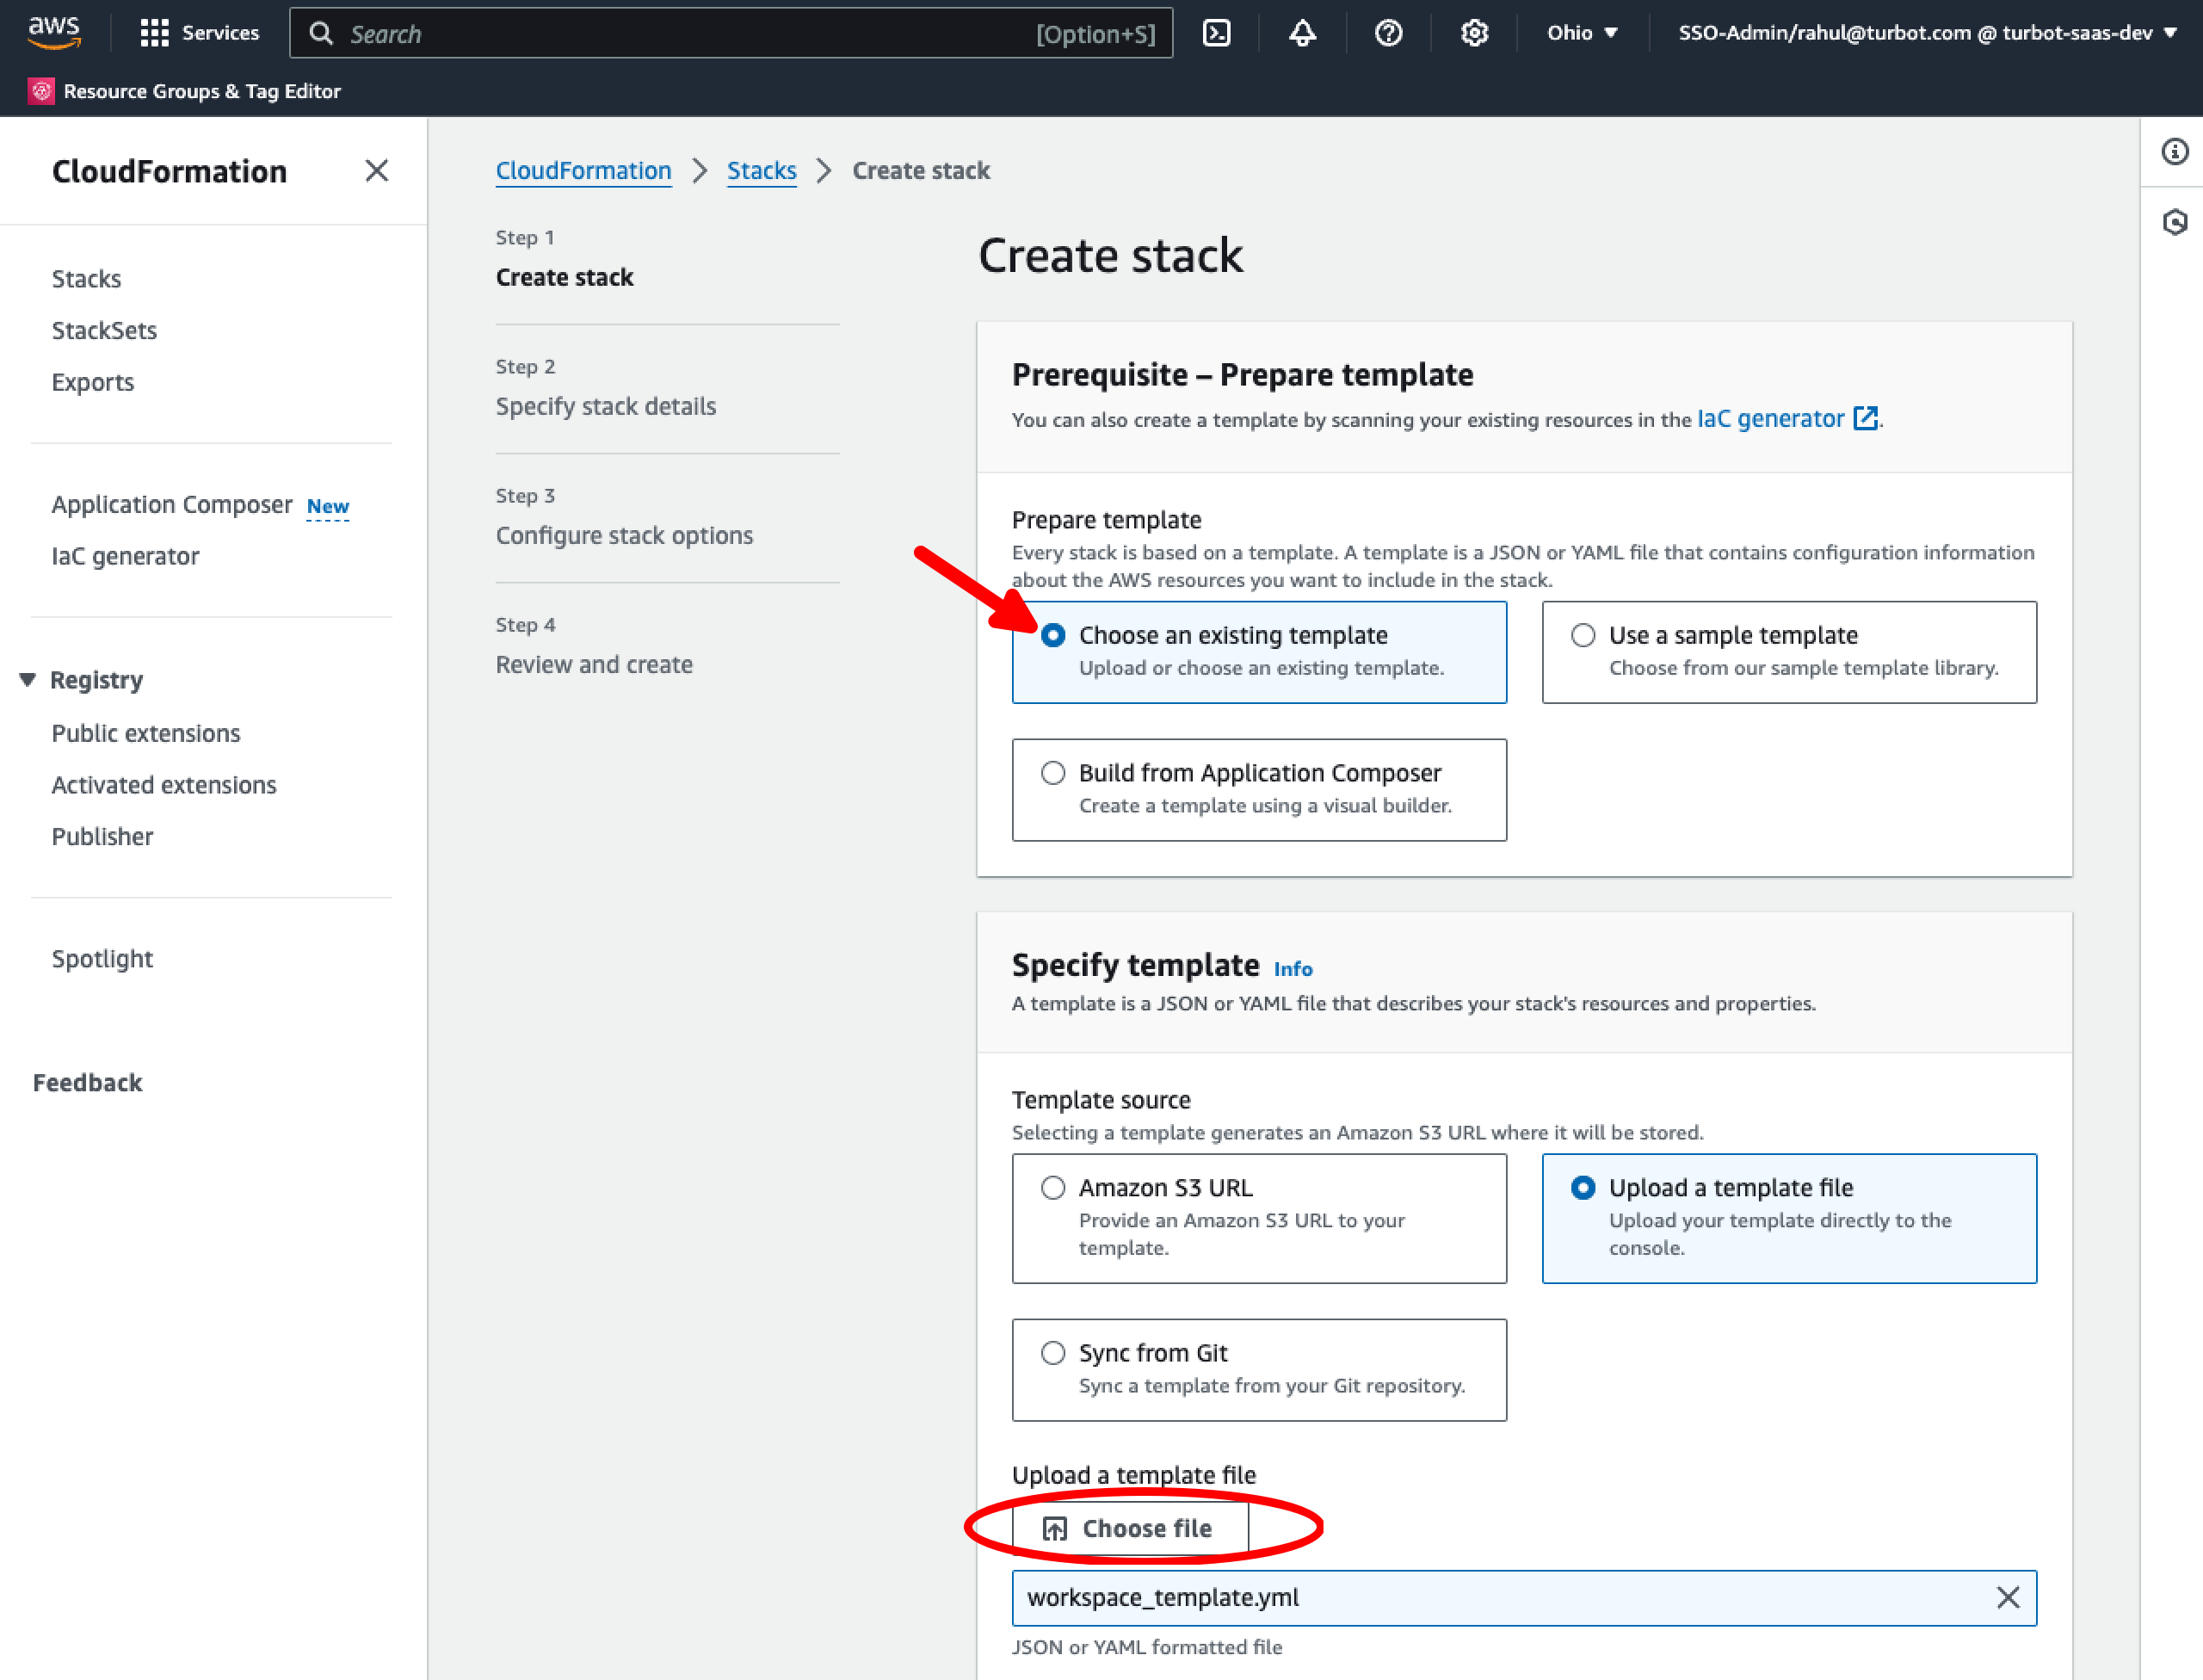 aws
Services
Search
[Option+S]
Ohio
SSO-Admin/rahul@turbot.com @ turbot-saas-dev
Resource Groups & Tag Editor
CloudFormation
Stacks
StackSets
Exports
Application Composer New
IaC generator
Registry
Public extensions
Activated extensions
Publisher
Spotlight
Feedback
CloudFormation > Stacks > Create stack
Step 1
Create stack
Step 2
Specify stack details
Step 3
Configure stack options
Step 4
Review and create
Create stack
Prerequisite – Prepare template
You can also create a template by scanning your existing resources in the IaC generator .
Prepare template
Every stack is based on a template. A template is a JSON or YAML file that contains configuration information
about the AWS resources you want to include in the stack.
Choose an existing template
Upload or choose an existing template.
Use a sample template
Choose from our sample template library.
Build from Application Composer
Create a template using a visual builder.
Specify template Info
A template is a JSON or YAML file that describes your stack's resources and properties.
Template source
Selecting a template generates an Amazon S3 URL where it will be stored.
Amazon S3 URL
Provide an Amazon S3 URL to your
template.
Upload a template file
Upload your template directly to the
console.
Sync from Git
Sync a template from your Git repository.
Upload a template file
Choose file
workspace_template.yml
JSON or YAML formatted file